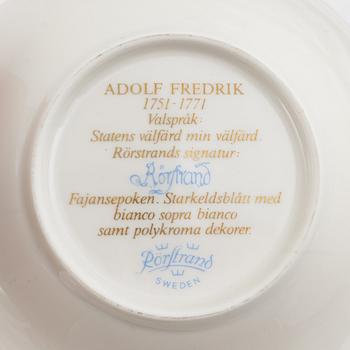 ADOLF FREDRIK
1751-1771
Valspråk:
Statens välfärd min välfärd.
Rörstrands signatur:
Rörstrand
Fajansepoken. Starkeldsblått med
bianco sopra bianco
samt polykroma dekorer.
Rörstrand
SWEDEN